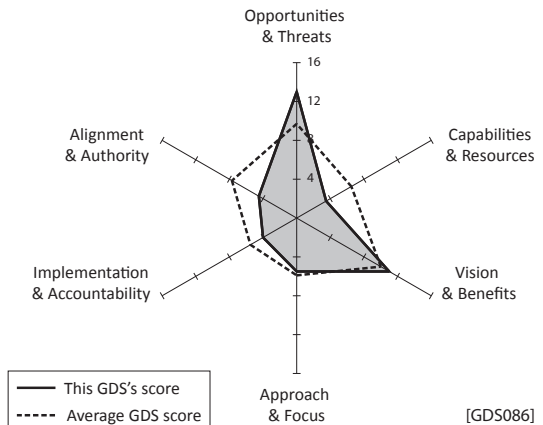 Opportunities
& Threats
16
12
8
4
Alignment
& Authority
Capabilities
& Resources
Implementation
& Accountability
Vision
& Benefits
This GDS's score
Average GDS score
Approach
& Focus
[GDS086]